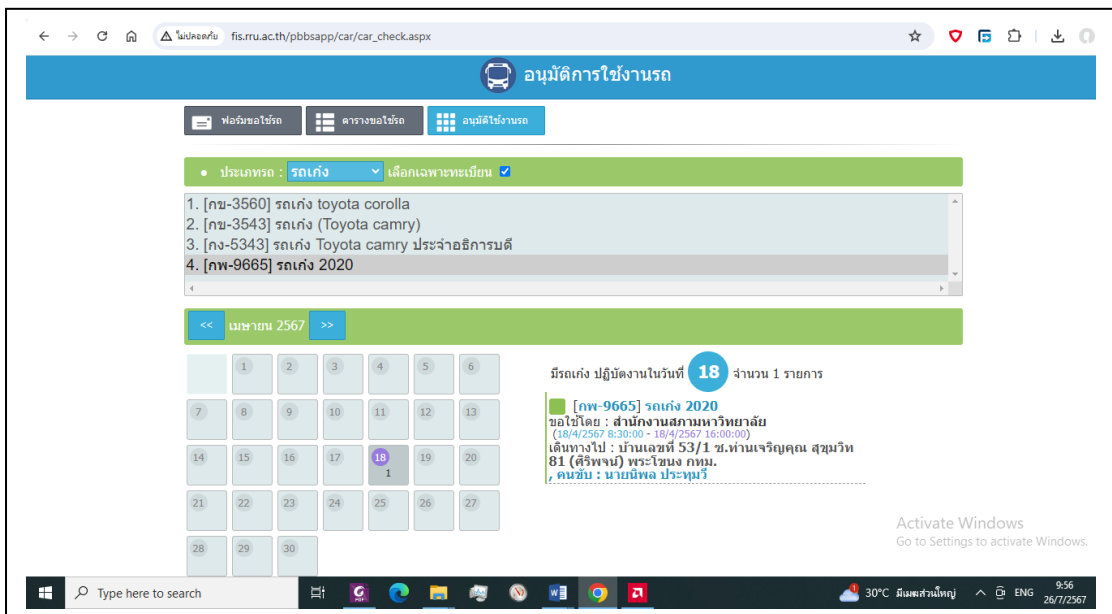 ไม่ปลอดภัย fis.rru.ac.th/pbbsapp/car/car_check.aspx
อนุมัติการใช้งานรถ
ฟอร์มขอใช้รถ ตารางขอใช้รถ อนุมัติใช้งานรถ
ประเภทรถ : รถเก๋ง เลือกเฉพาะทะเบียน
1. [กข-3560] รถเก๋ง toyota corolla
2. [กข-3543] รถเก๋ง (Toyota camry)
3. [กง-5343] รถเก๋ง Toyota camry ประจำอธิการบดี
4. [กพ-9665] รถเก๋ง 2020
<< เมษายน 2567 >>
1 2 3 4 5 6
7 8 9 10 11 12 13
14 15 16 17 18 19 20
1
21 22 23 24 25 26 27
28 29 30
มีรถเก๋ง ปฏิบัติงานในวันที่ 18 จำนวน 1 รายการ
[กพ-9665] รถเก๋ง 2020
ขอใช้โดย : สำนักงานสภามหาวิทยาลัย
(18/4/2567 8:30:00 - 18/4/2567 16:00:00)
เดินทางไป : บ้านเลขที่ 53/1 ซ.ท่านเจริญคุณ สุขุมวิท
81 (ศิริพจน์) พระโขนง กทม.
, คนขับ : นายนิพล ประทุมวี
Activate Windows
Go to Settings to activate Windows.
Type here to search 30°C มีเมฆส่วนใหญ่ ENG 9:56
26/7/2567